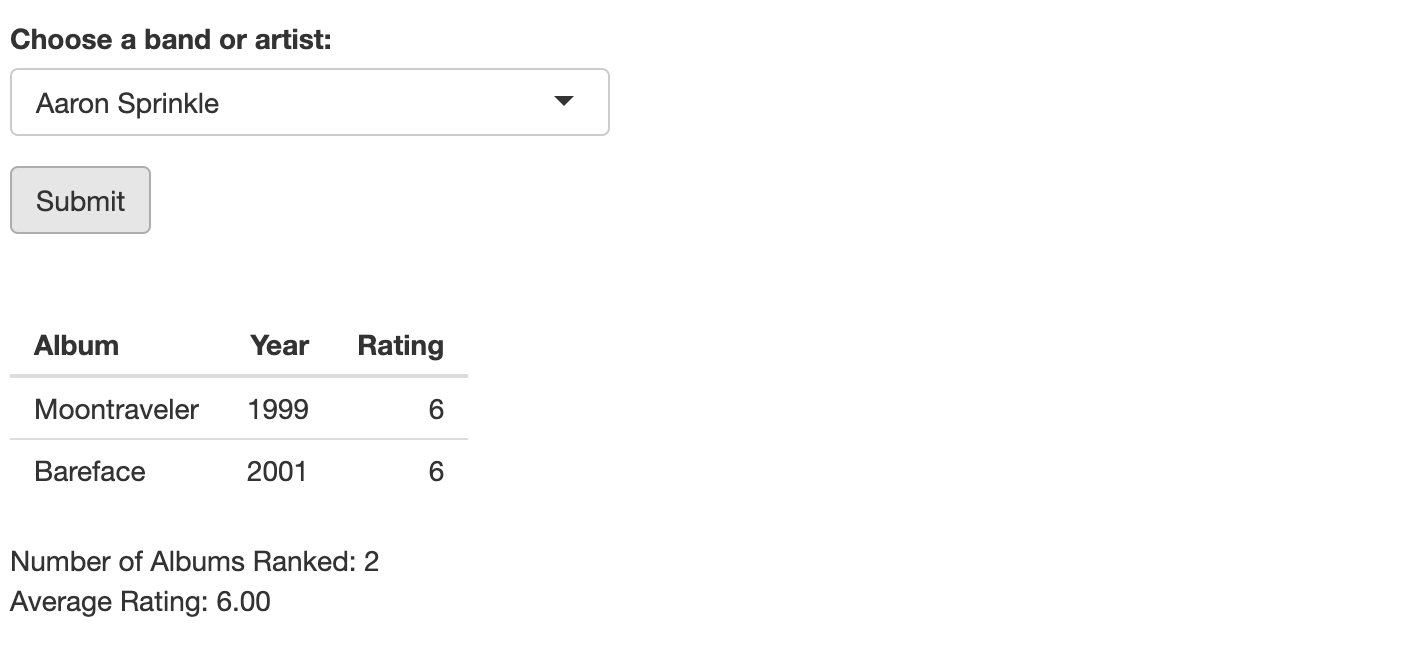 Choose a band or artist:
Aaron Sprinkle
Submit
Album Year Rating
Moontraveler 1999 6
Bareface 2001 6
Number of Albums Ranked: 2
Average Rating: 6.00